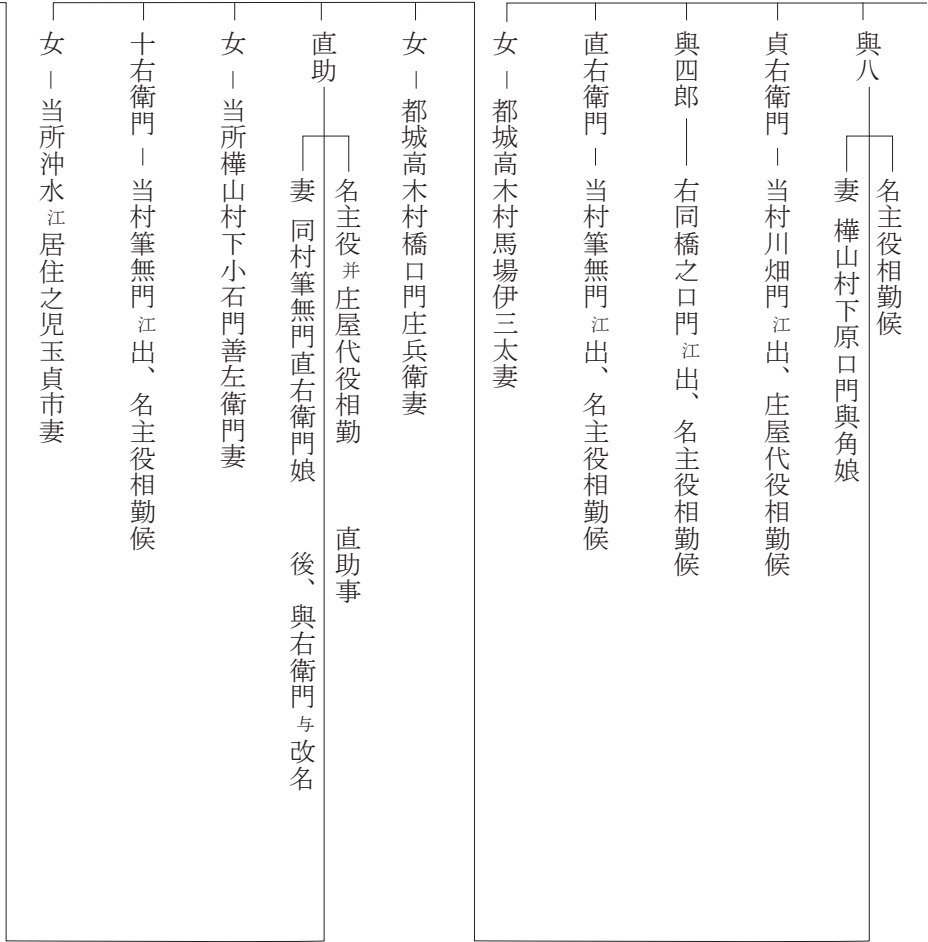 與八
名主役相勤候
妻 樺山村下原口門與角娘
貞右衛門 ― 当村川畑門江出、庄屋代役相勤候
與四郎 ― 右同橋之口門江出、名主役相勤候
直右衛門 ― 当村筆無門江出、名主役相勤候
女 ― 都城高木村馬場伊三太妻
女 ― 都城高木村橋口門庄兵衛妻
直助
名主役并庄屋代役相勤 直助事
妻 同村筆無門直右衛門娘 後、與右衛門与改名
女 ― 当所樺山村下小石門善左衛門妻
十右衛門 ― 当村筆無門江出、名主役相勤候
女 ― 当所沖水江居住之児玉貞市妻